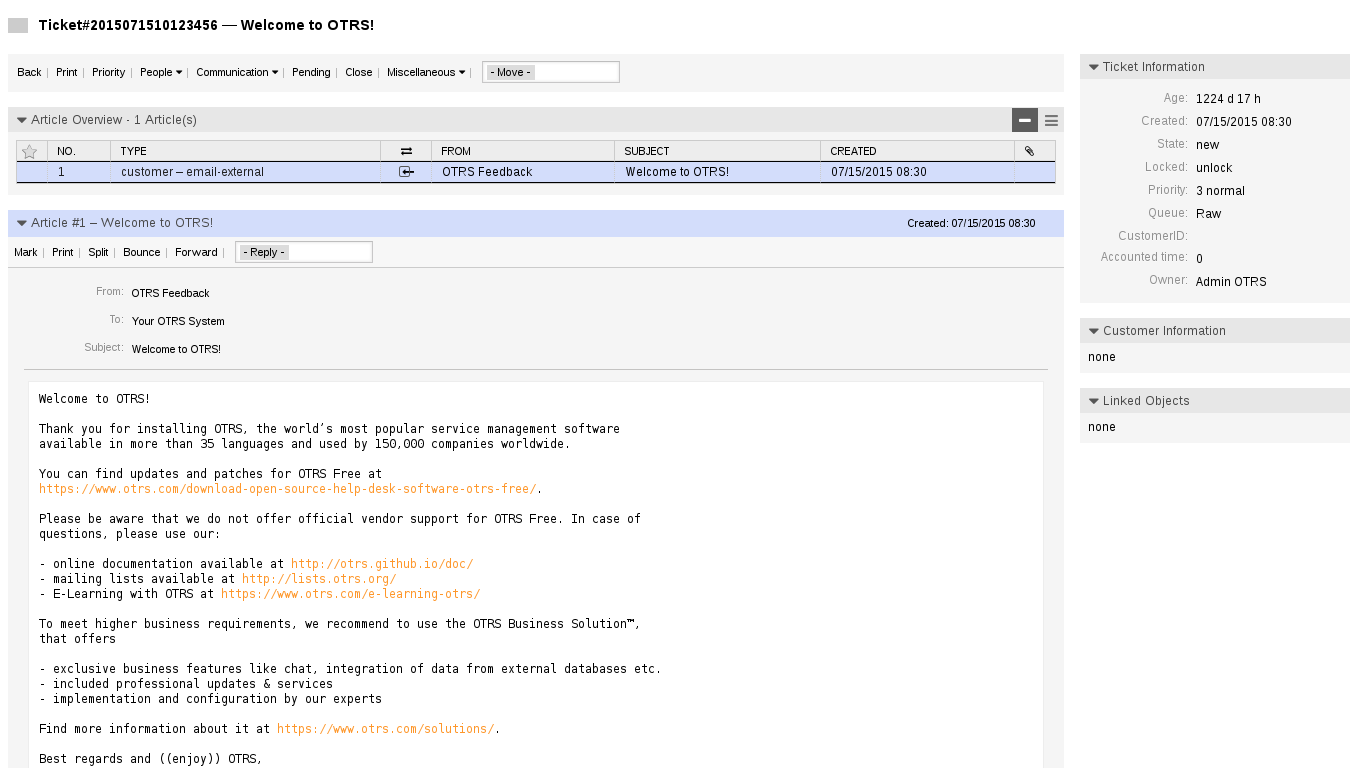 Ticket#2015071510123456 — Welcome to OTRS!
Back | Print | Priority | People | Communication | Pending | Close | Miscellaneous | - Move -
Article Overview - 1 Article(s)
NO. TYPE FROM SUBJECT CREATED
1 customer – email-external OTRS Feedback Welcome to OTRS! 07/15/2015 08:30
Article #1 – Welcome to OTRS! Created: 07/15/2015 08:30
Mark | Print | Split | Bounce | Forward | - Reply -
From: OTRS Feedback
To: Your OTRS System
Subject: Welcome to OTRS!
Welcome to OTRS!
Thank you for installing OTRS, the world’s most popular service management software
available in more than 35 languages and used by 150,000 companies worldwide.
You can find updates and patches for OTRS Free at
https://www.otrs.com/download-open-source-help-desk-software-otrs-free/.
Please be aware that we do not offer official vendor support for OTRS Free. In case of
questions, please use our:
- online documentation available at http://otrs.github.io/doc/
- mailing lists available at http://lists.otrs.org/
- E-Learning with OTRS at https://www.otrs.com/e-learning-otrs/
To meet higher business requirements, we recommend to use the OTRS Business Solution™,
that offers
- exclusive business features like chat, integration of data from external databases etc.
- included professional updates & services
- implementation and configuration by our experts
Find more information about it at https://www.otrs.com/solutions/.
Best regards and ((enjoy)) OTRS,
Ticket Information
Age: 1224 d 17 h
Created: 07/15/2015 08:30
State: new
Locked: unlock
Priority: 3 normal
Queue: Raw
CustomerID:
Accounted time: 0
Owner: Admin OTRS
Customer Information
none
Linked Objects
none